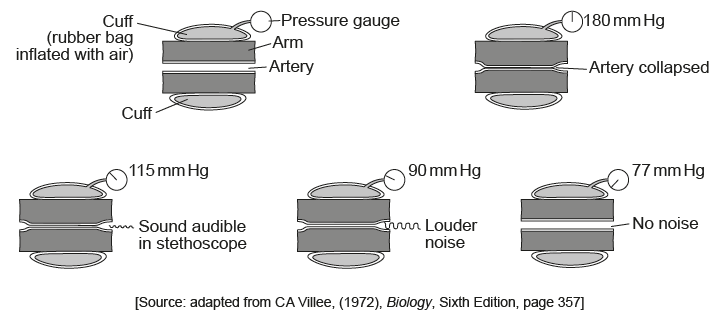 Cuff
(rubber bag
inflated with air)
Pressure gauge
Arm
Artery
Cuff
180 mm Hg
Artery collapsed
115 mm Hg
Sound audible
in stethoscope
90 mm Hg
Louder
noise
77 mm Hg
No noise
[Source: adapted from CA Villee, (1972), Biology, Sixth Edition, page 357]